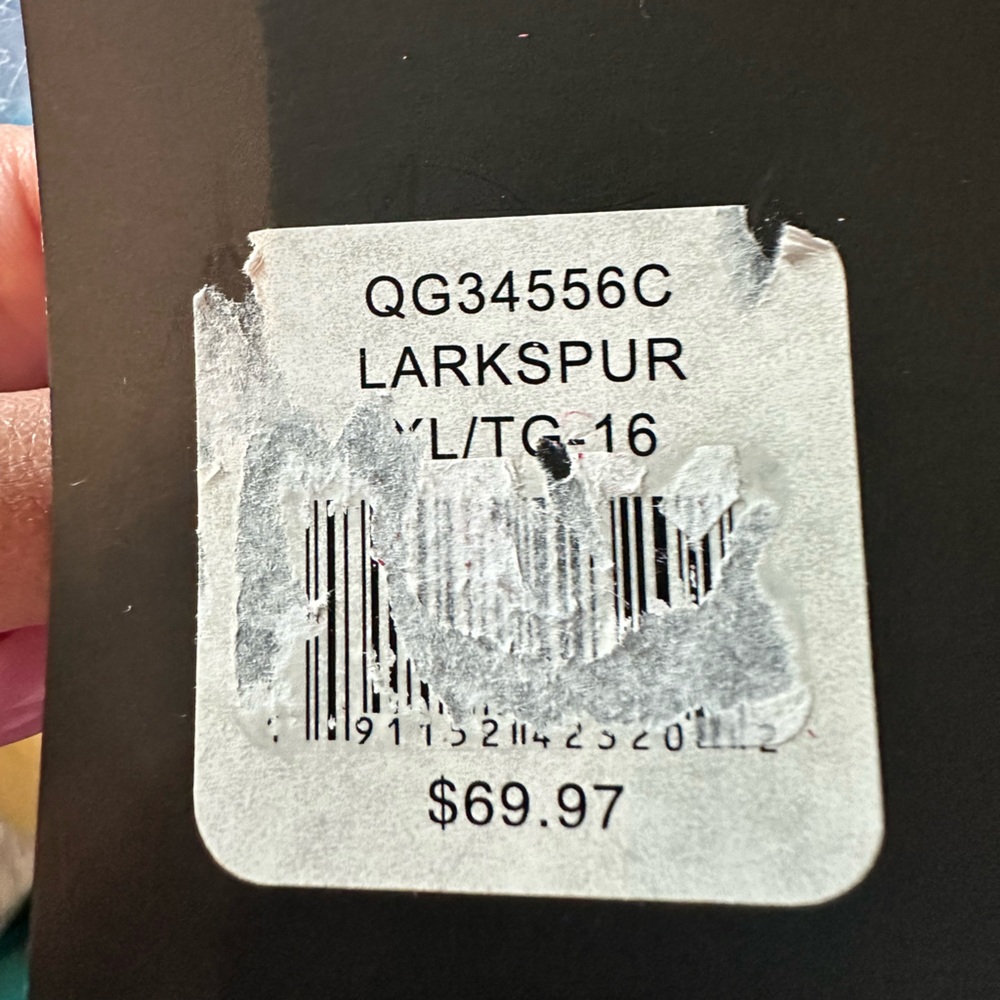 QG34556C
LARKSPUR
XL/TG-16
$69.97